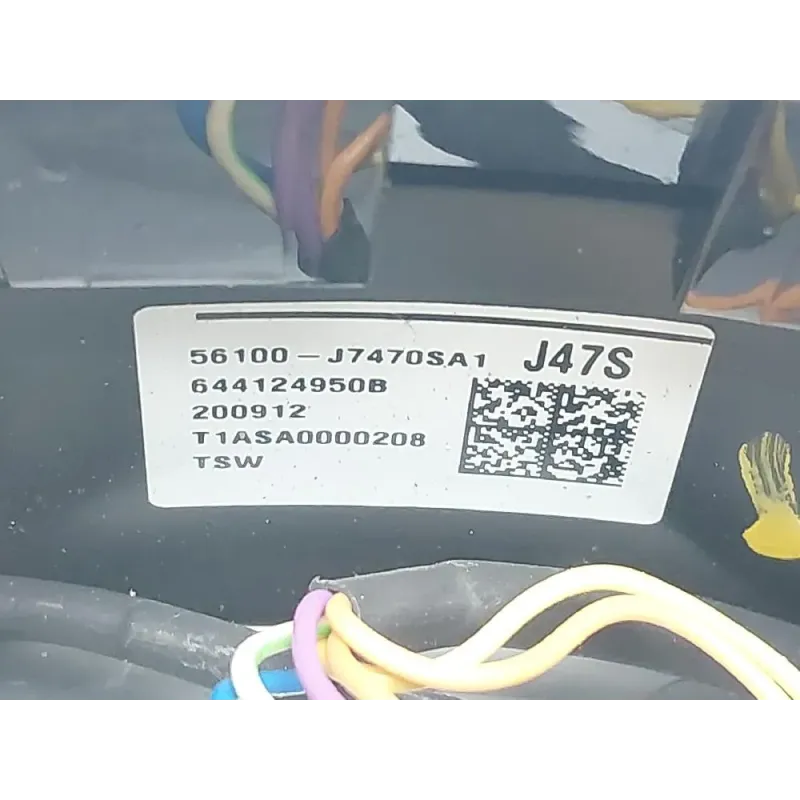 56100-J7470SA1 J47S
644124950B
200912
T1ASA0000208
TSW